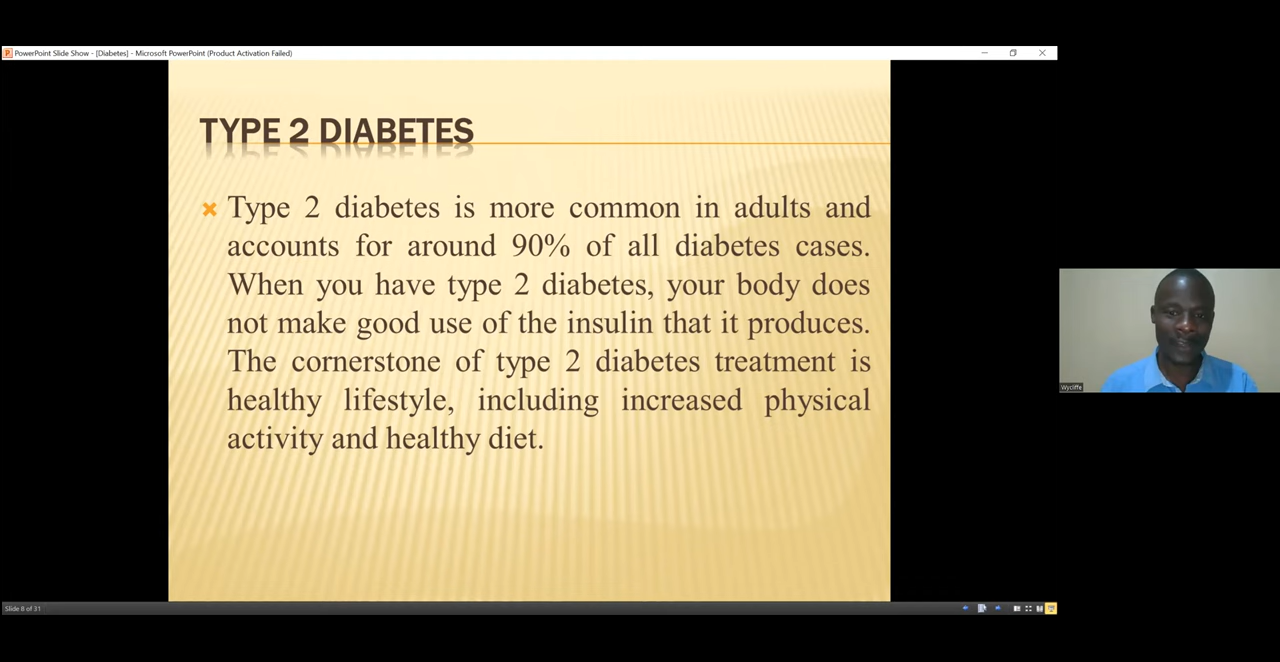 PowerPoint Slide Show - [Diabetes] - Microsoft PowerPoint (Product Activation Failed)
TYPE 2 DIABETES
Type 2 diabetes is more common in adults and
accounts for around 90% of all diabetes cases.
When you have type 2 diabetes, your body does
not make good use of the insulin that it produces.
The cornerstone of type 2 diabetes treatment is
healthy lifestyle, including increased physical
activity and healthy diet.
Wycliffe
Slide 8 of 31